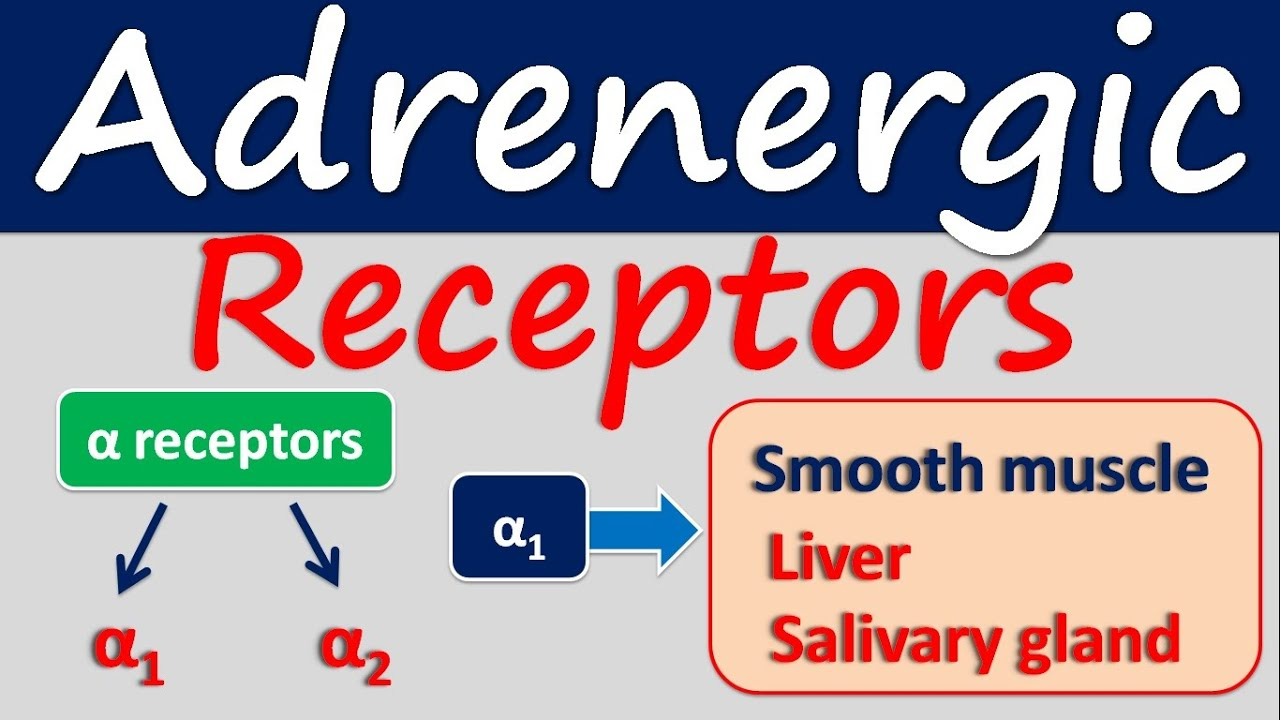 Adrenergic
Receptors
α receptors
α₁
α₂
α₁
Smooth muscle
Liver
Salivary gland